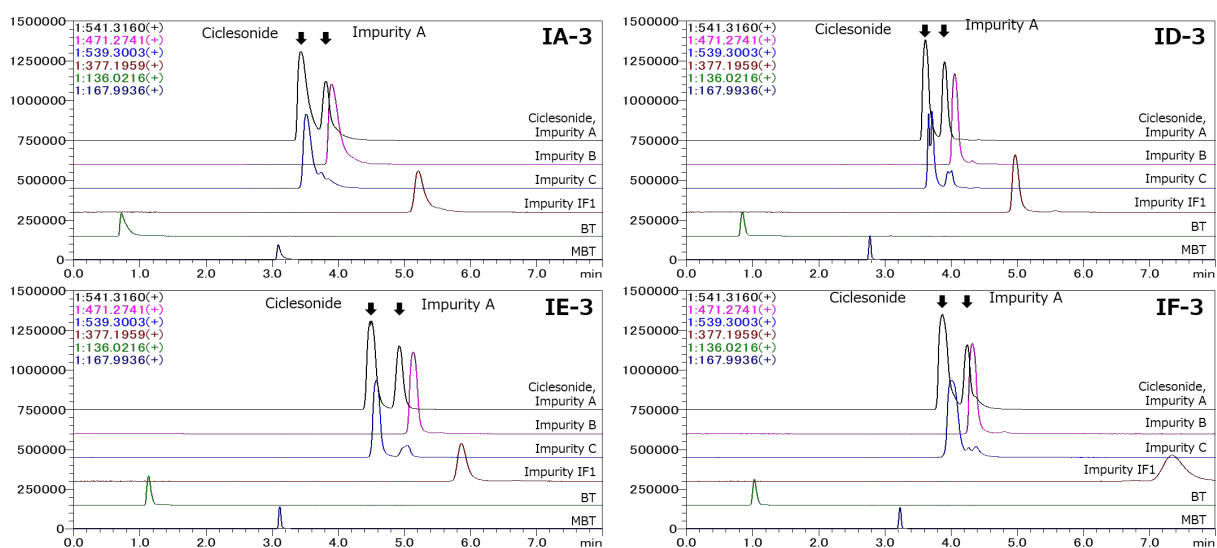 Ciclesonide Impurity A IA-3
1500000
1:541.3160(+)
1:471.2741(+)
1:539.3003(+)
1:377.1959(+)
1:136.0216(+)
1:167.9936(+)
1250000
1000000
750000
500000
250000
0
Ciclesonide,
Impurity A
Impurity B
Impurity C
Impurity IF1
BT
MBT
0.0 1.0 2.0 3.0 4.0 5.0 6.0 7.0 min
Ciclesonide Impurity A ID-3
1500000
1:541.3160(+)
1:471.2741(+)
1:539.3003(+)
1:377.1959(+)
1:136.0216(+)
1:167.9936(+)
1250000
1000000
750000
500000
250000
0
Ciclesonide,
Impurity A
Impurity B
Impurity C
Impurity IF1
BT
MBT
0.0 1.0 2.0 3.0 4.0 5.0 6.0 7.0 min
Ciclesonide Impurity A IE-3
1500000
1:541.3160(+)
1:471.2741(+)
1:539.3003(+)
1:377.1959(+)
1:136.0216(+)
1:167.9936(+)
1250000
1000000
750000
500000
250000
0
Ciclesonide,
Impurity A
Impurity B
Impurity C
Impurity IF1
BT
MBT
0.0 1.0 2.0 3.0 4.0 5.0 6.0 7.0 min
Ciclesonide Impurity A IF-3
1500000
1:541.3160(+)
1:471.2741(+)
1:539.3003(+)
1:377.1959(+)
1:136.0216(+)
1:167.9936(+)
1250000
1000000
750000
500000
250000
0
Ciclesonide,
Impurity A
Impurity B
Impurity C
Impurity IF1
BT
MBT
0.0 1.0 2.0 3.0 4.0 5.0 6.0 7.0 min